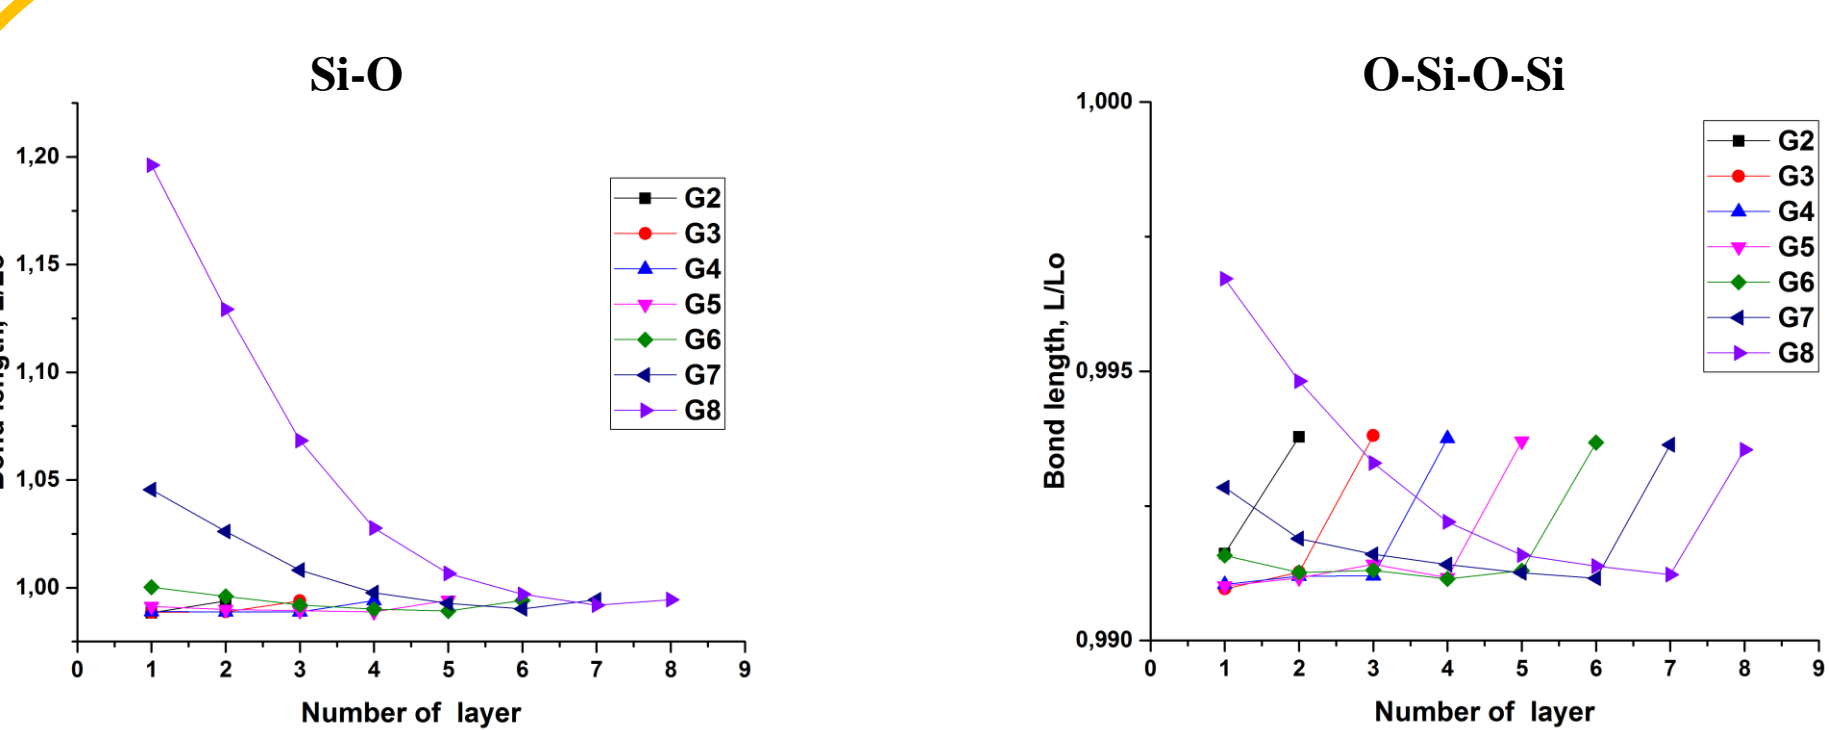 Si-O
1,20
1,15
1,10
1,05
1,00
0 1 2 3 4 5 6 7 8 9
Number of layer
G2
G3
G4
G5
G6
G7
G8
O-Si-O-Si
1,000
0,995
0,990
Bond length, L/Lo
0 1 2 3 4 5 6 7 8 9
Number of layer
G2
G3
G4
G5
G6
G7
G8